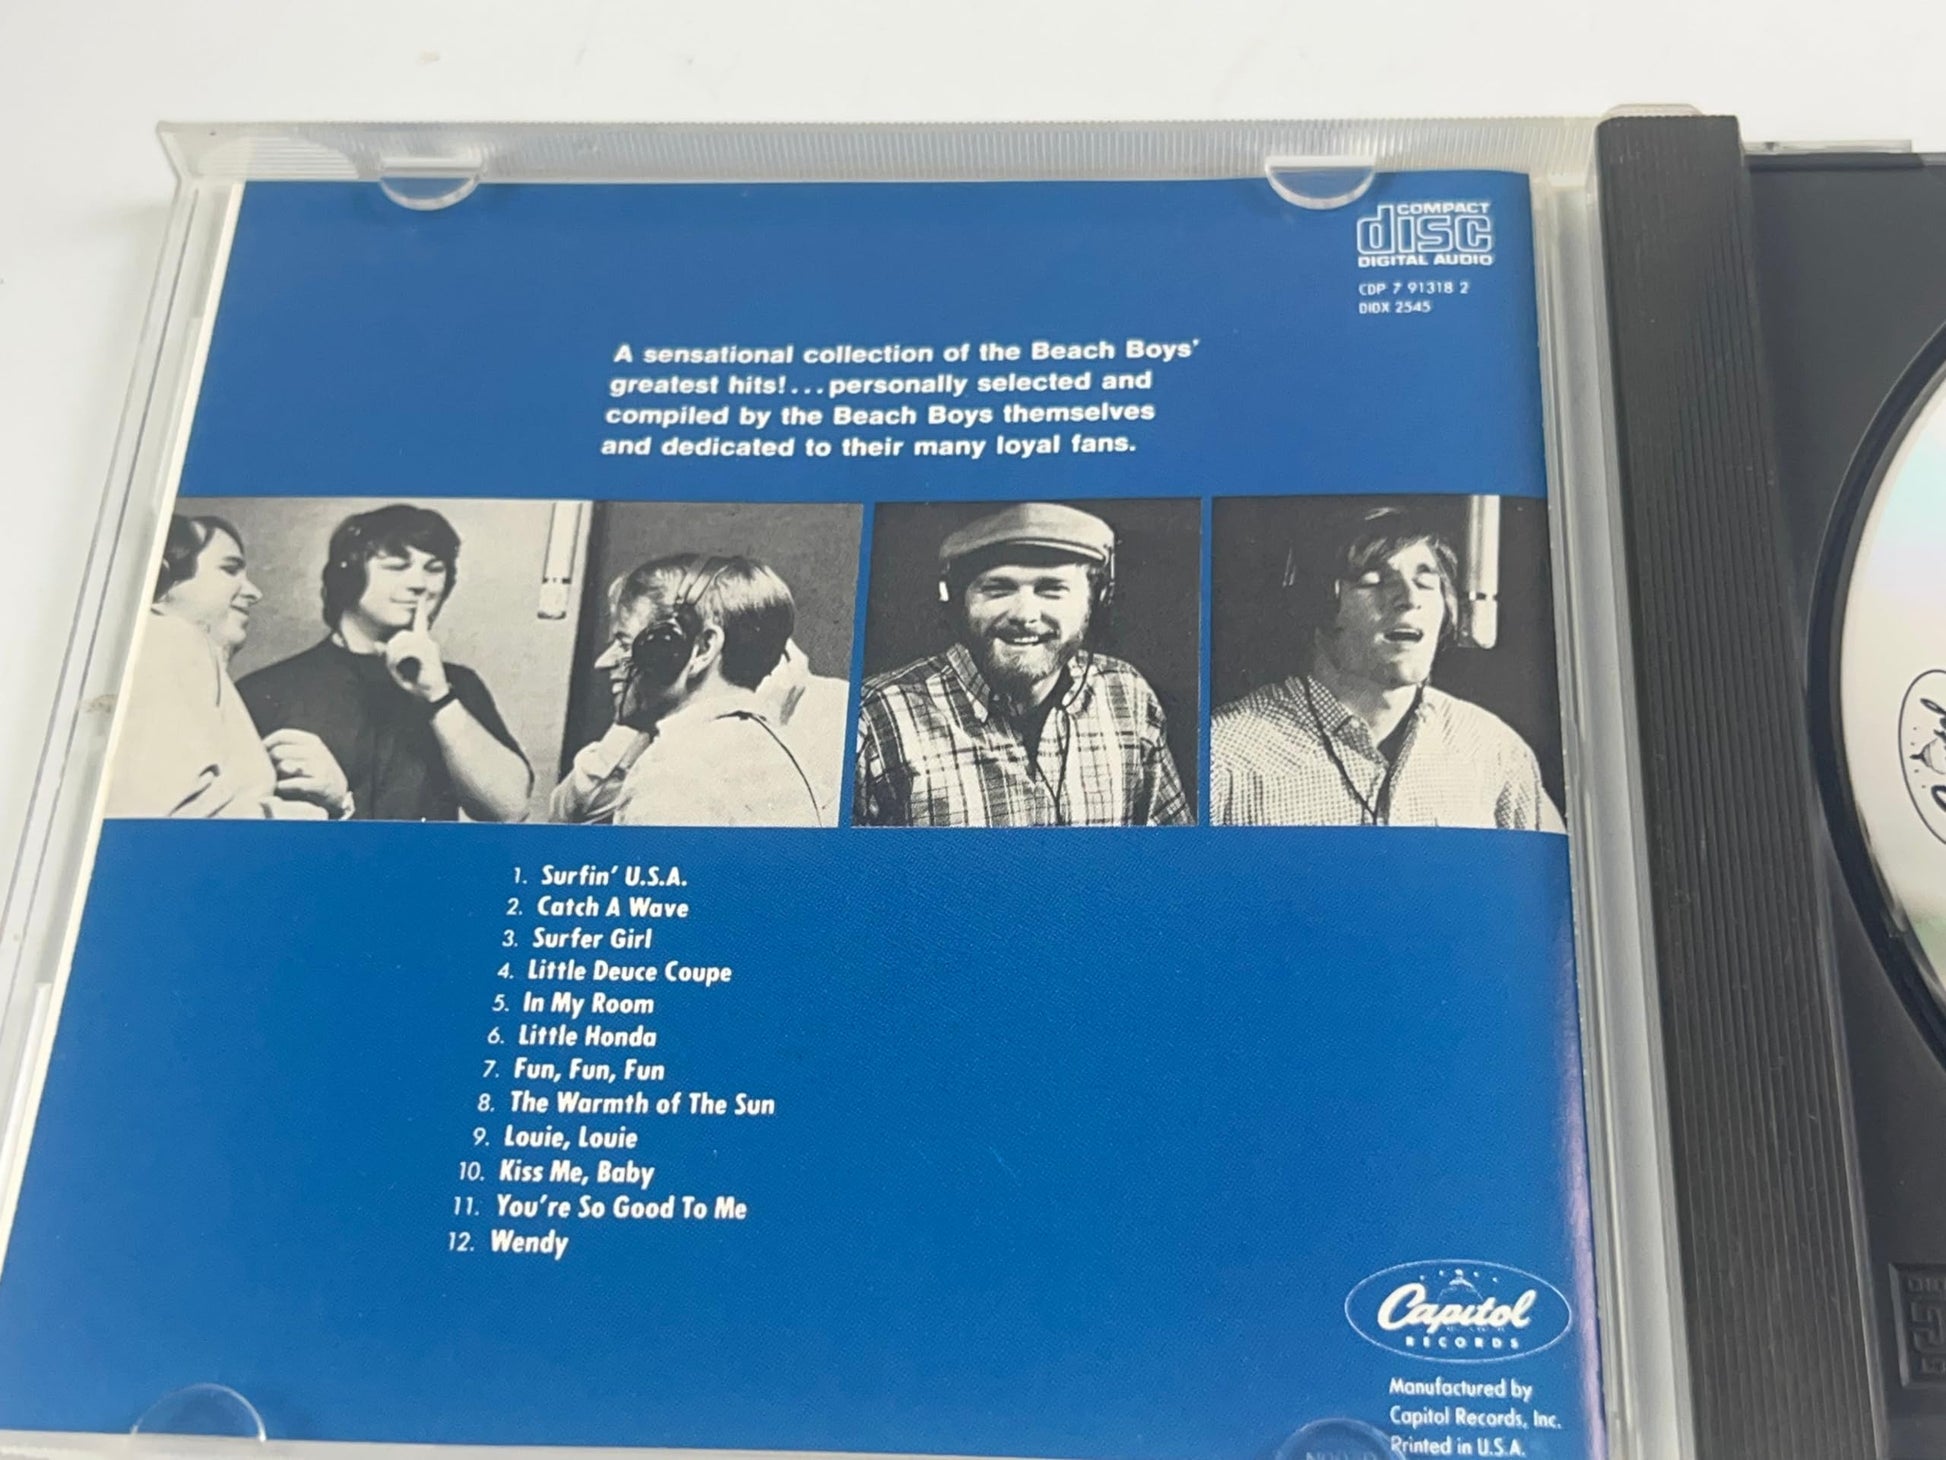 COMPACT
disc
DIGITAL AUDIO
CDP 7 91318 2
DIDX 2545
A sensational collection of the Beach Boys'
greatest hits!...personally selected and
compiled by the Beach Boys themselves
and dedicated to their many loyal fans.
1. Surfin' U.S.A.
2. Catch A Wave
3. Surfer Girl
4. Little Deuce Coupe
5. In My Room
6. Little Honda
7. Fun, Fun, Fun
8. The Warmth of The Sun
9. Louie, Louie
10. Kiss Me, Baby
11. You're So Good To Me
12. Wendy
Capitol
RECORDS
Manufactured by
Capitol Records, Inc.
Printed in U.S.A.